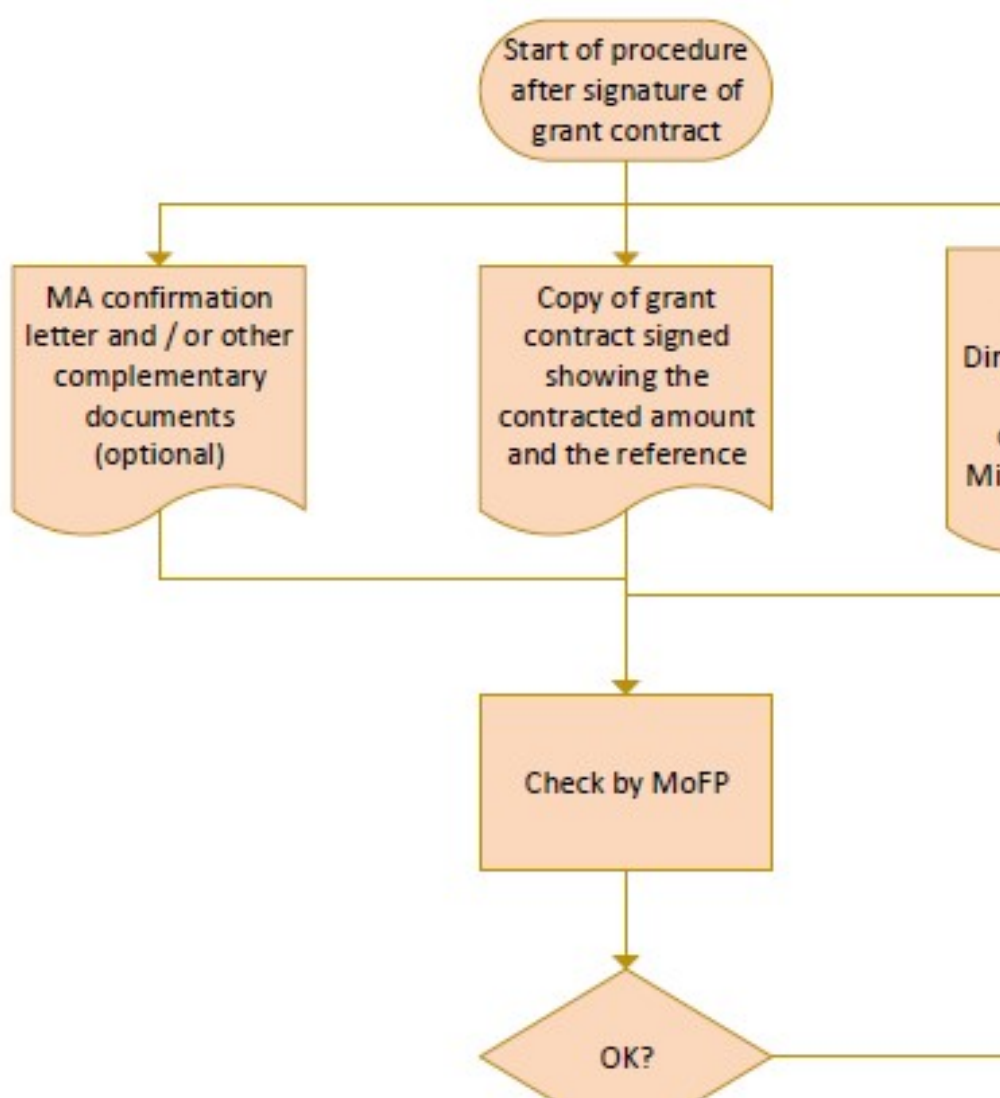 Start of procedure
after signature of
grant contract
MA confirmation
letter and / or other
complementary
documents
(optional)
Copy of grant
contract signed
showing the
contracted amount
and the reference
Check by MoFP
OK?